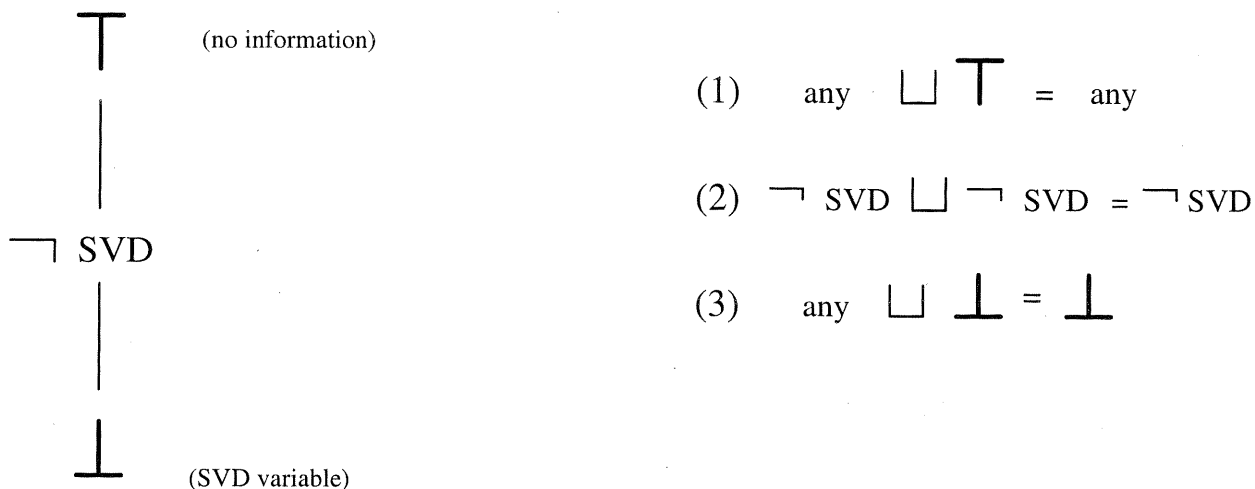 ⊤ (no information)
¬ SVD
⊥ (SVD variable)
(1) any ⊔ ⊤ = any
(2) ¬ SVD ⊔ ¬ SVD = ¬ SVD
(3) any ⊔ ⊥ = ⊥